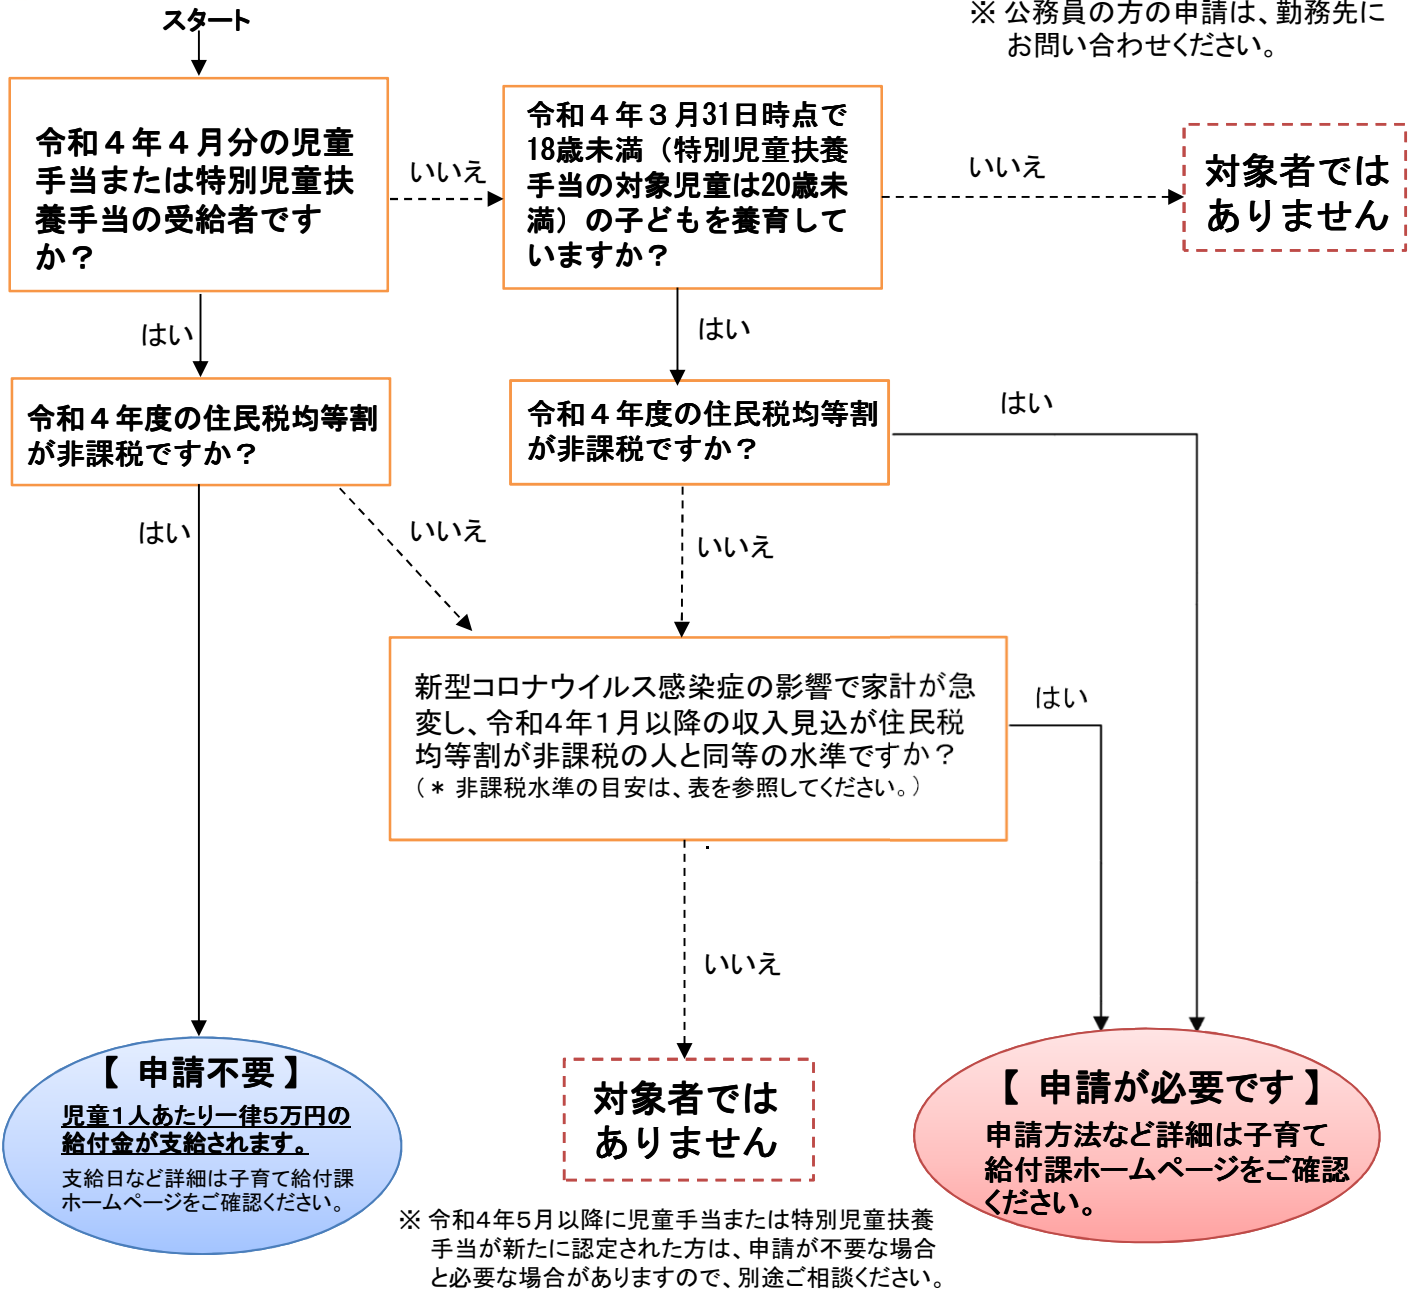 スタート
※ 公務員の方の申請は、勤務先に
お問い合わせください。
令和４年４月分の児童
手当または特別児童扶
養手当の受給者です
か？
いいえ
令和４年３月31日時点で
18歳未満（特別児童扶養
手当の対象児童は20歳未
満）の子どもを養育して
いますか？
いいえ
対象者では
ありません
はい
はい
令和４年度の住民税均等割
が非課税ですか？
令和４年度の住民税均等割
が非課税ですか？
はい
はい
いいえ
いいえ
新型コロナウイルス感染症の影響で家計が急
変し、令和4年１月以降の収入見込が住民税
均等割が非課税の人と同等の水準ですか？
（＊ 非課税水準の目安は、表を参照してください。）
はい
いいえ
【 申請不要 】
児童１人あたり一律５万円の
給付金が支給されます。
支給日など詳細は子育て給付課
ホームページをご確認ください。
対象者では
ありません
【 申請が必要です 】
申請方法など詳細は子育て
給付課ホームページをご確認
ください。
※ 令和4年5月以降に児童手当または特別児童扶養
手当が新たに認定された方は、申請が不要な場合
と必要な場合がありますので、別途ご相談ください。